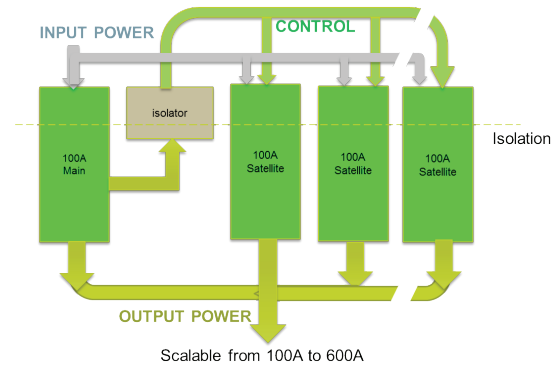 INPUT POWER
CONTROL
isolator
Isolation
100A
Main
100A
Satellite
100A
Satellite
100A
Satellite
OUTPUT POWER
Scalable from 100A to 600A